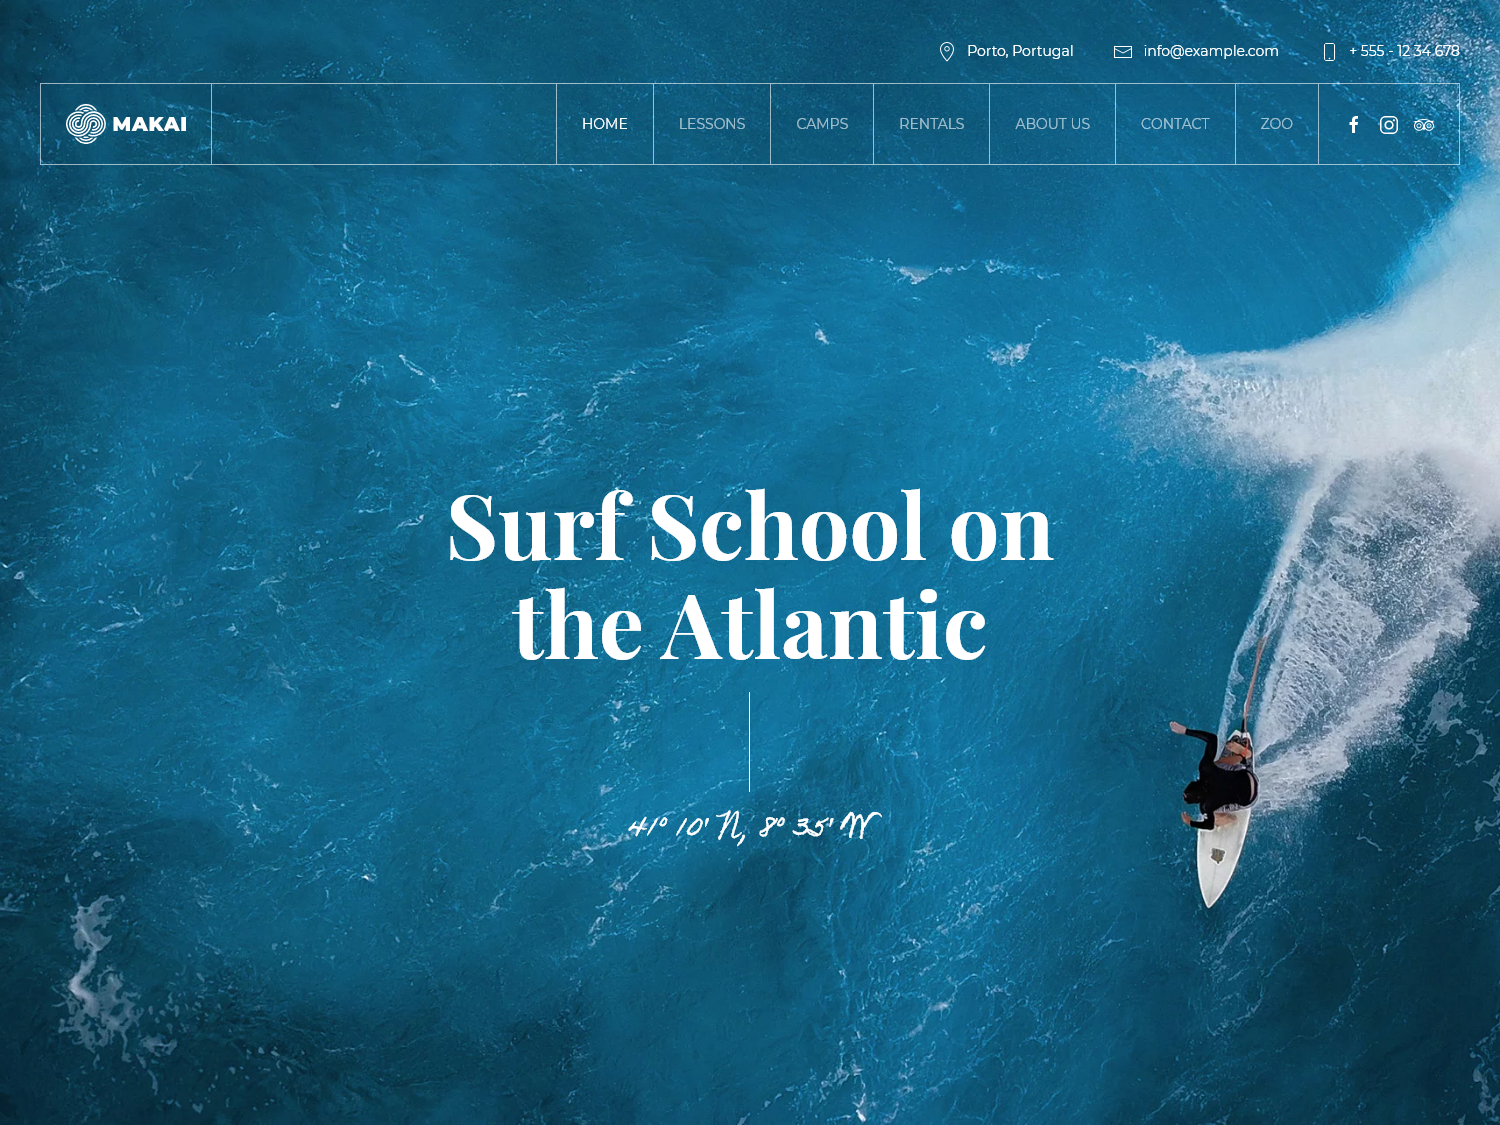 Porto, Portugal info@example.com + 555 - 12 34 678
MAKAI HOME LESSONS CAMPS RENTALS ABOUT US CONTACT ZOO
Surf School on
the Atlantic
41° 10' N, 8° 35' W